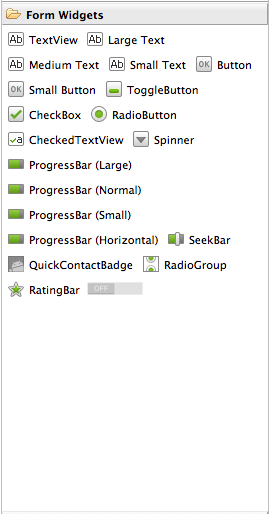 Form Widgets
Ab TextView Ab Large Text
Ab Medium Text Ab Small Text OK Button
OK Small Button ToggleButton
CheckBox RadioButton
a CheckedTextView Spinner
ProgressBar (Large)
ProgressBar (Normal)
ProgressBar (Small)
ProgressBar (Horizontal) SeekBar
QuickContactBadge RadioGroup
RatingBar OFF